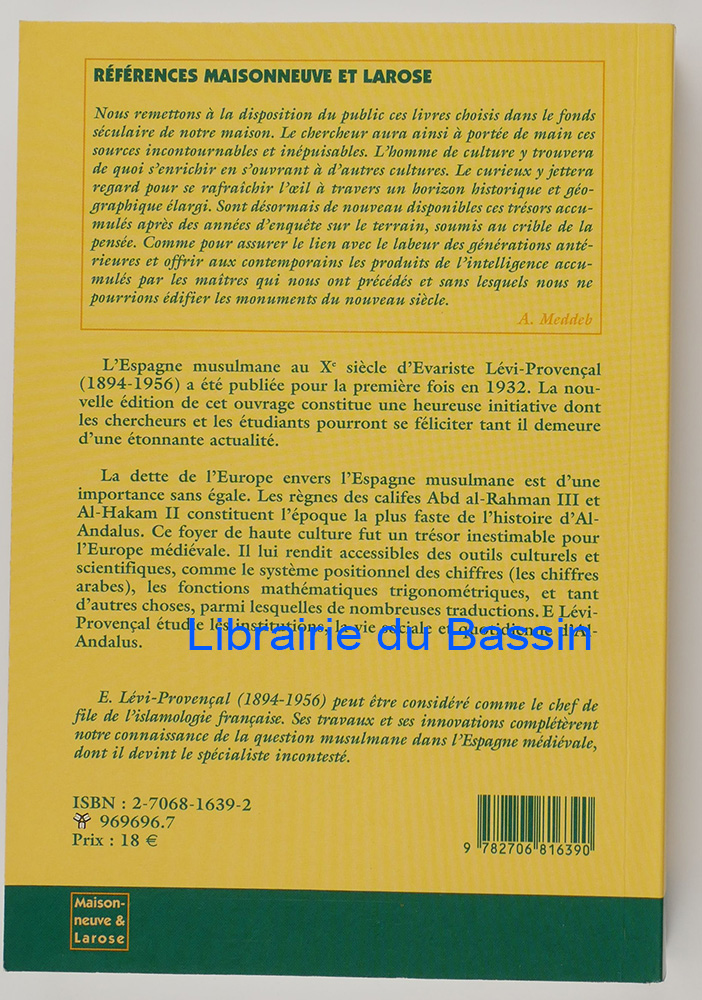 RÉFÉRENCES MAISONNEUVE ET LAROSE
Nous remettons à la disposition du public ces livres choisis dans le fonds
séculaire de notre maison. Le chercheur aura ainsi à portée de main ces
sources incontournables et inépuisables. L'homme de culture y trouvera
de quoi s'enrichir en s'ouvrant à d'autres cultures. Le curieux y jettera
regard pour se rafraichir l'œil à travers un horizon historique et géo-
graphique élargi. Sont désormais de nouveau disponibles ces trésors accu-
mulés après des années d'enquête sur le terrain, soumis au crible de la
pensée. Comme pour assurer le lien avec le labeur des générations anté-
rieures et offrir aux contemporains les produits de l'intelligence accu-
mulés par les maîtres qui nous ont précédés et sans lesquels nous ne
pourrions édifier les monuments du nouveau siècle.
A. Meddeb
L'Espagne musulmane au Xe siècle d'Evariste Lévi-Provençal
(1894-1956) a été publiée pour la première fois en 1932. La nou-
velle édition de cet ouvrage constitue une heureuse initiative dont
les chercheurs et les étudiants pourront se féliciter tant il demeure
d'une étonnante actualité.
La dette de l'Europe envers l'Espagne musulmane est d'une
importance sans égale. Les règnes des califes Abd al-Rahman III et
Al-Hakam II constituent l'époque la plus faste de l'histoire d'Al-
Andalus. Ce foyer de haute culture fut un trésor inestimable pour
l'Europe médiévale. Il lui rendit accessibles des outils culturels et
scientifiques, comme le système positionnel des chiffres (les chiffres
arabes), les fonctions mathématiques trigonométriques, et tant
d'autres choses, parmi lesquelles de nombreuses traductions. E Lévi-
Provençal étudie les institutions, la vie sociale et quotidienne d'Al-
Andalus.
Librairie du Bassin
E. Lévi-Provençal (1894-1956) peut être considéré comme le chef de
file de l'islamologie française. Ses travaux et ses innovations complétèrent
notre connaissance de la question musulmane dans l'Espagne médiévale,
dont il devint le spécialiste incontesté.
ISBN : 2-7068-1639-2
969696.7
Prix : 18 €
9 782706 816390
Maison-
neuve &
Larose